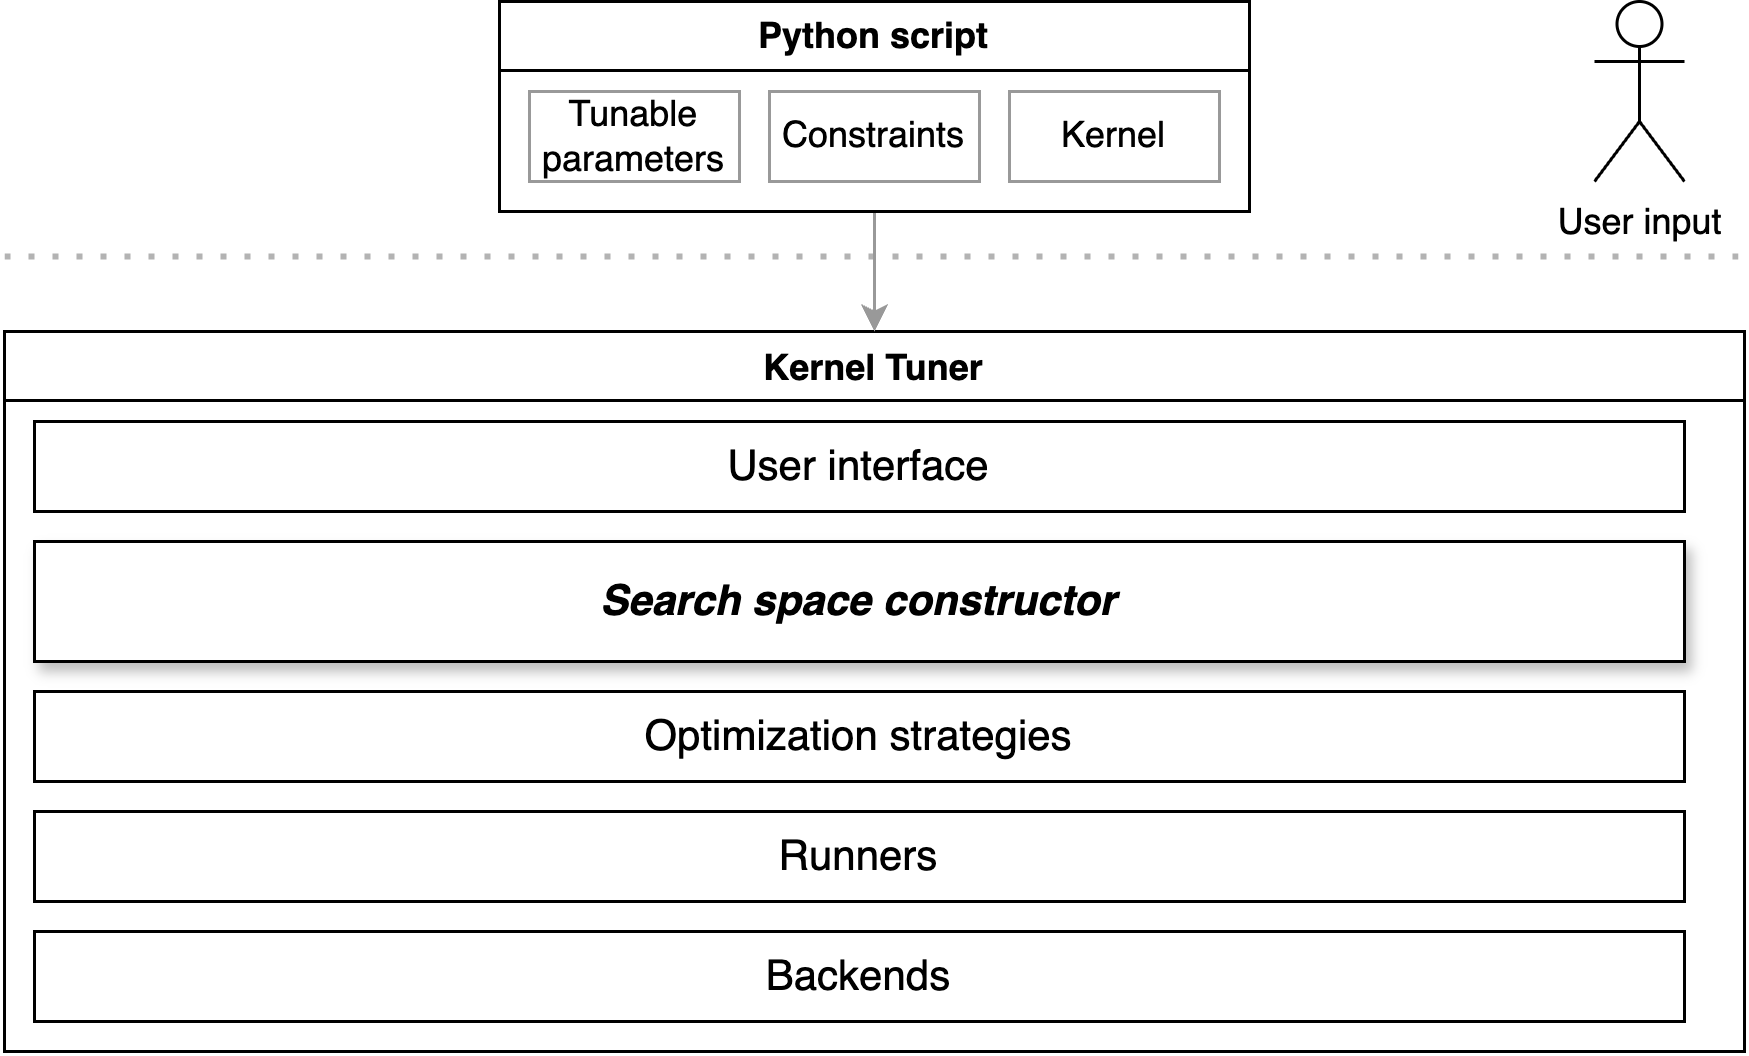 Python script
Tunable
parameters
Constraints
Kernel
User input
Kernel Tuner
User interface
Search space constructor
Optimization strategies
Runners
Backends